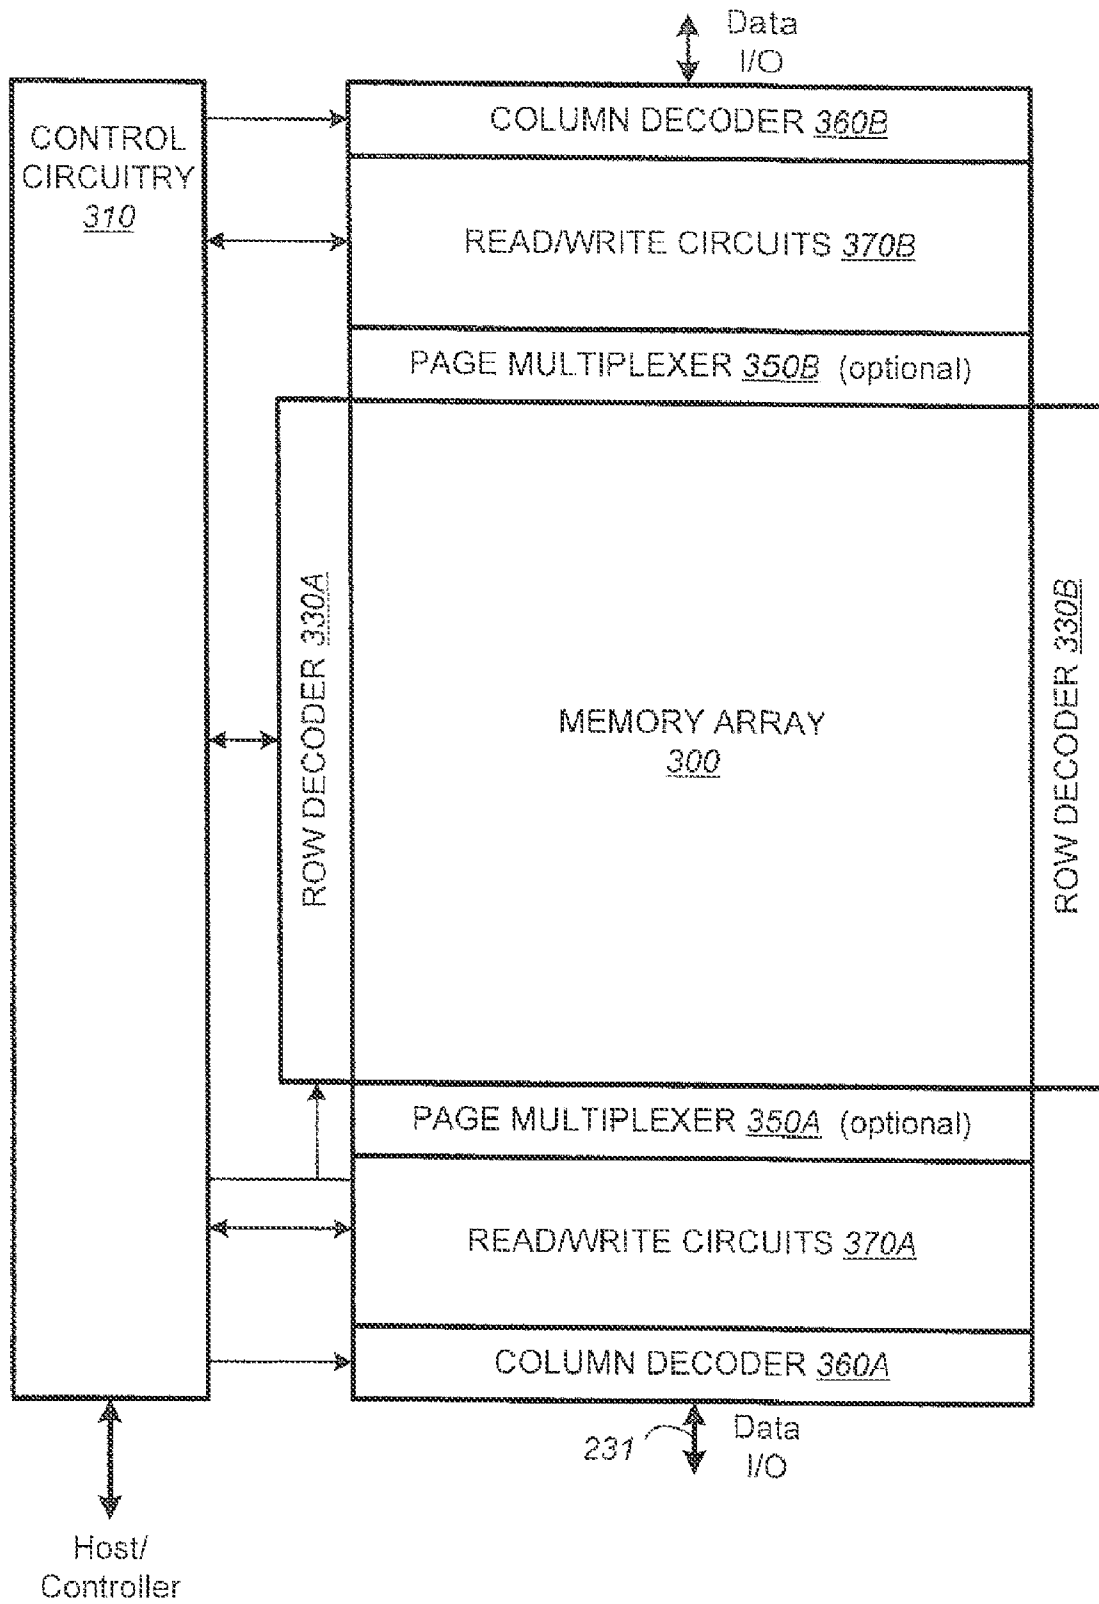 Data
I/O
COLUMN DECODER 360B
CONTROL
CIRCUITRY
310
READ/WRITE CIRCUITS 370B
PAGE MULTIPLEXER 350B (optional)
ROW DECODER 330A
MEMORY ARRAY
300
ROW DECODER 330B
PAGE MULTIPLEXER 350A (optional)
READ/WRITE CIRCUITS 370A
COLUMN DECODER 360A
231
Data
I/O
Host/
Controller